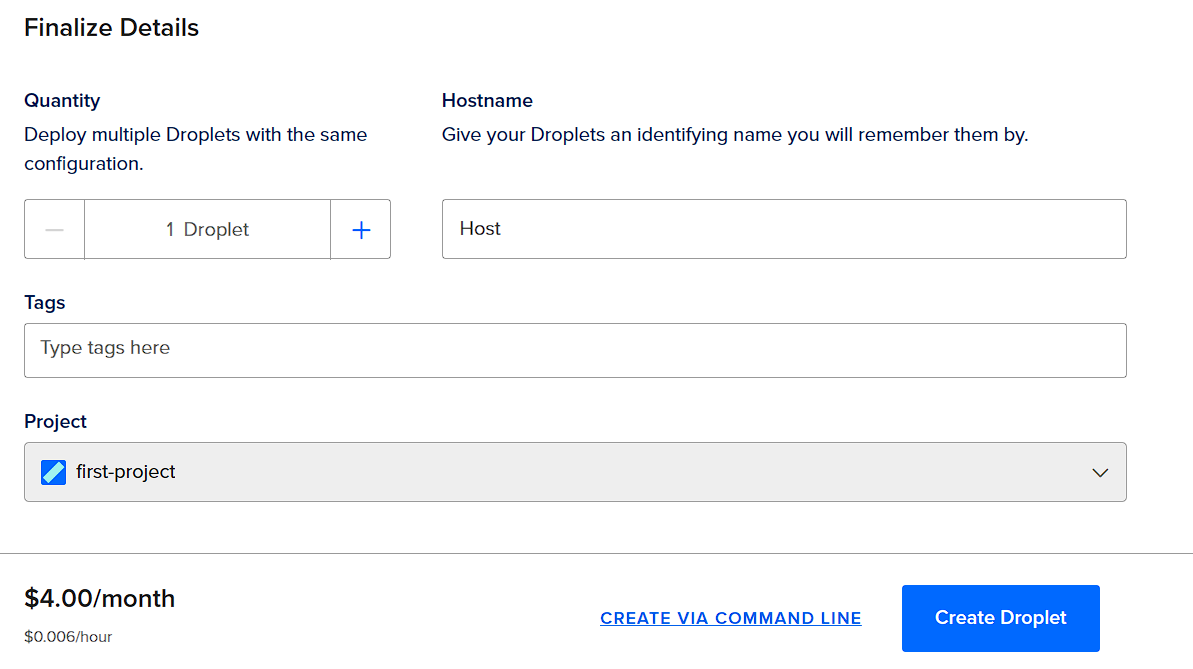 Finalize Details
Quantity
Deploy multiple Droplets with the same
configuration.
1 Droplet
Hostname
Give your Droplets an identifying name you will remember them by.
Host
Tags
Type tags here
Project
first-project
$4.00/month
$0.006/hour
CREATE VIA COMMAND LINE
Create Droplet